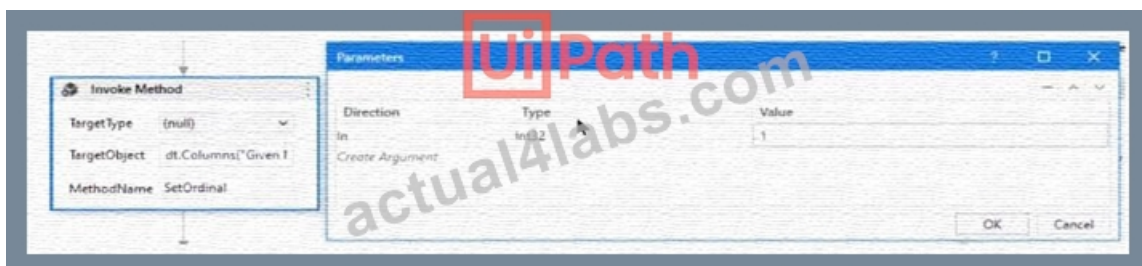 UiPath
Parameters
? ×
Invoke Method
TargetType (null)
TargetObject dt.Columns("Given
MethodName SetOrdinal
Direction Type Value
In Int32 1
Create Argument
OK Cancel
actual4labs.com